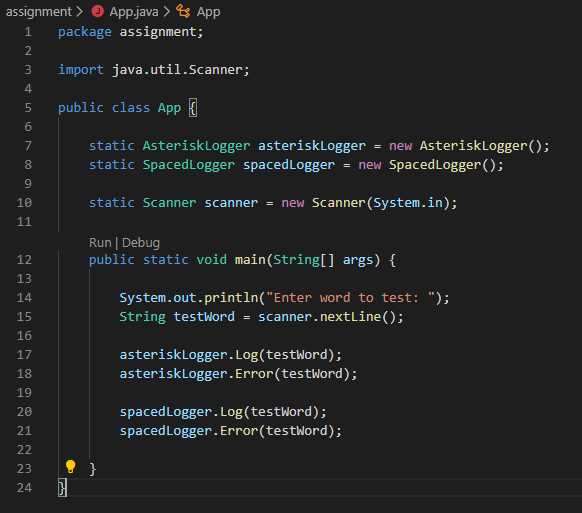 assignment > App.java > App
1 package assignment;
2
3 import java.util.Scanner;
4
5 public class App {
6
7     static AsteriskLogger asteriskLogger = new AsteriskLogger();
8     static SpacedLogger spacedLogger = new SpacedLogger();
9
10     static Scanner scanner = new Scanner(System.in);
11
Run | Debug
12     public static void main(String[] args) {
13
14         System.out.println("Enter word to test: ");
15         String testWord = scanner.nextLine();
16
17         asteriskLogger.Log(testWord);
18         asteriskLogger.Error(testWord);
19
20         spacedLogger.Log(testWord);
21         spacedLogger.Error(testWord);
22
23     }
24 }